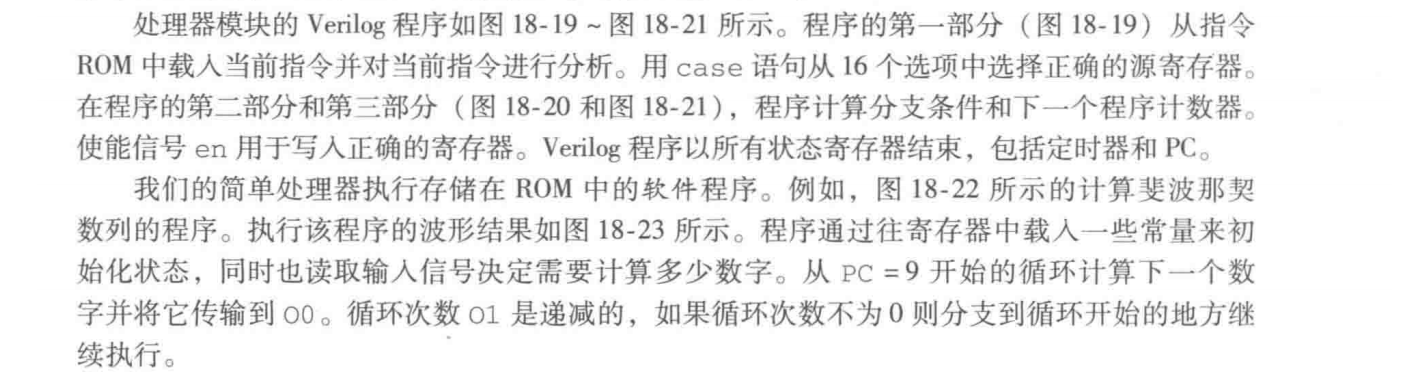 处理器模块的 Verilog 程序如图 18-19 ~ 图 18-21 所示。程序的第一部分（图 18-19）从指令
ROM 中载入当前指令并对当前指令进行分析。用 case 语句从 16 个选项中选择正确的源寄存器。
在程序的第二部分和第三部分（图 18-20 和图 18-21），程序计算分支条件和下一个程序计数器。
使能信号 en 用于写入正确的寄存器。Verilog 程序以所有状态寄存器结束，包括定时器和 PC。
我们的简单处理器执行存储在 ROM 中的软件程序。例如，图 18-22 所示的计算斐波那契
数列的程序。执行该程序的波形结果如图 18-23 所示。程序通过往寄存器中载入一些常量来初
始化状态，同时也读取输入信号决定需要计算多少数字。从 PC = 9 开始的循环计算下一个数
字并将它传输到 O0。循环次数 O1 是递减的，如果循环次数不为 0 则分支到循环开始的地方继
续执行。